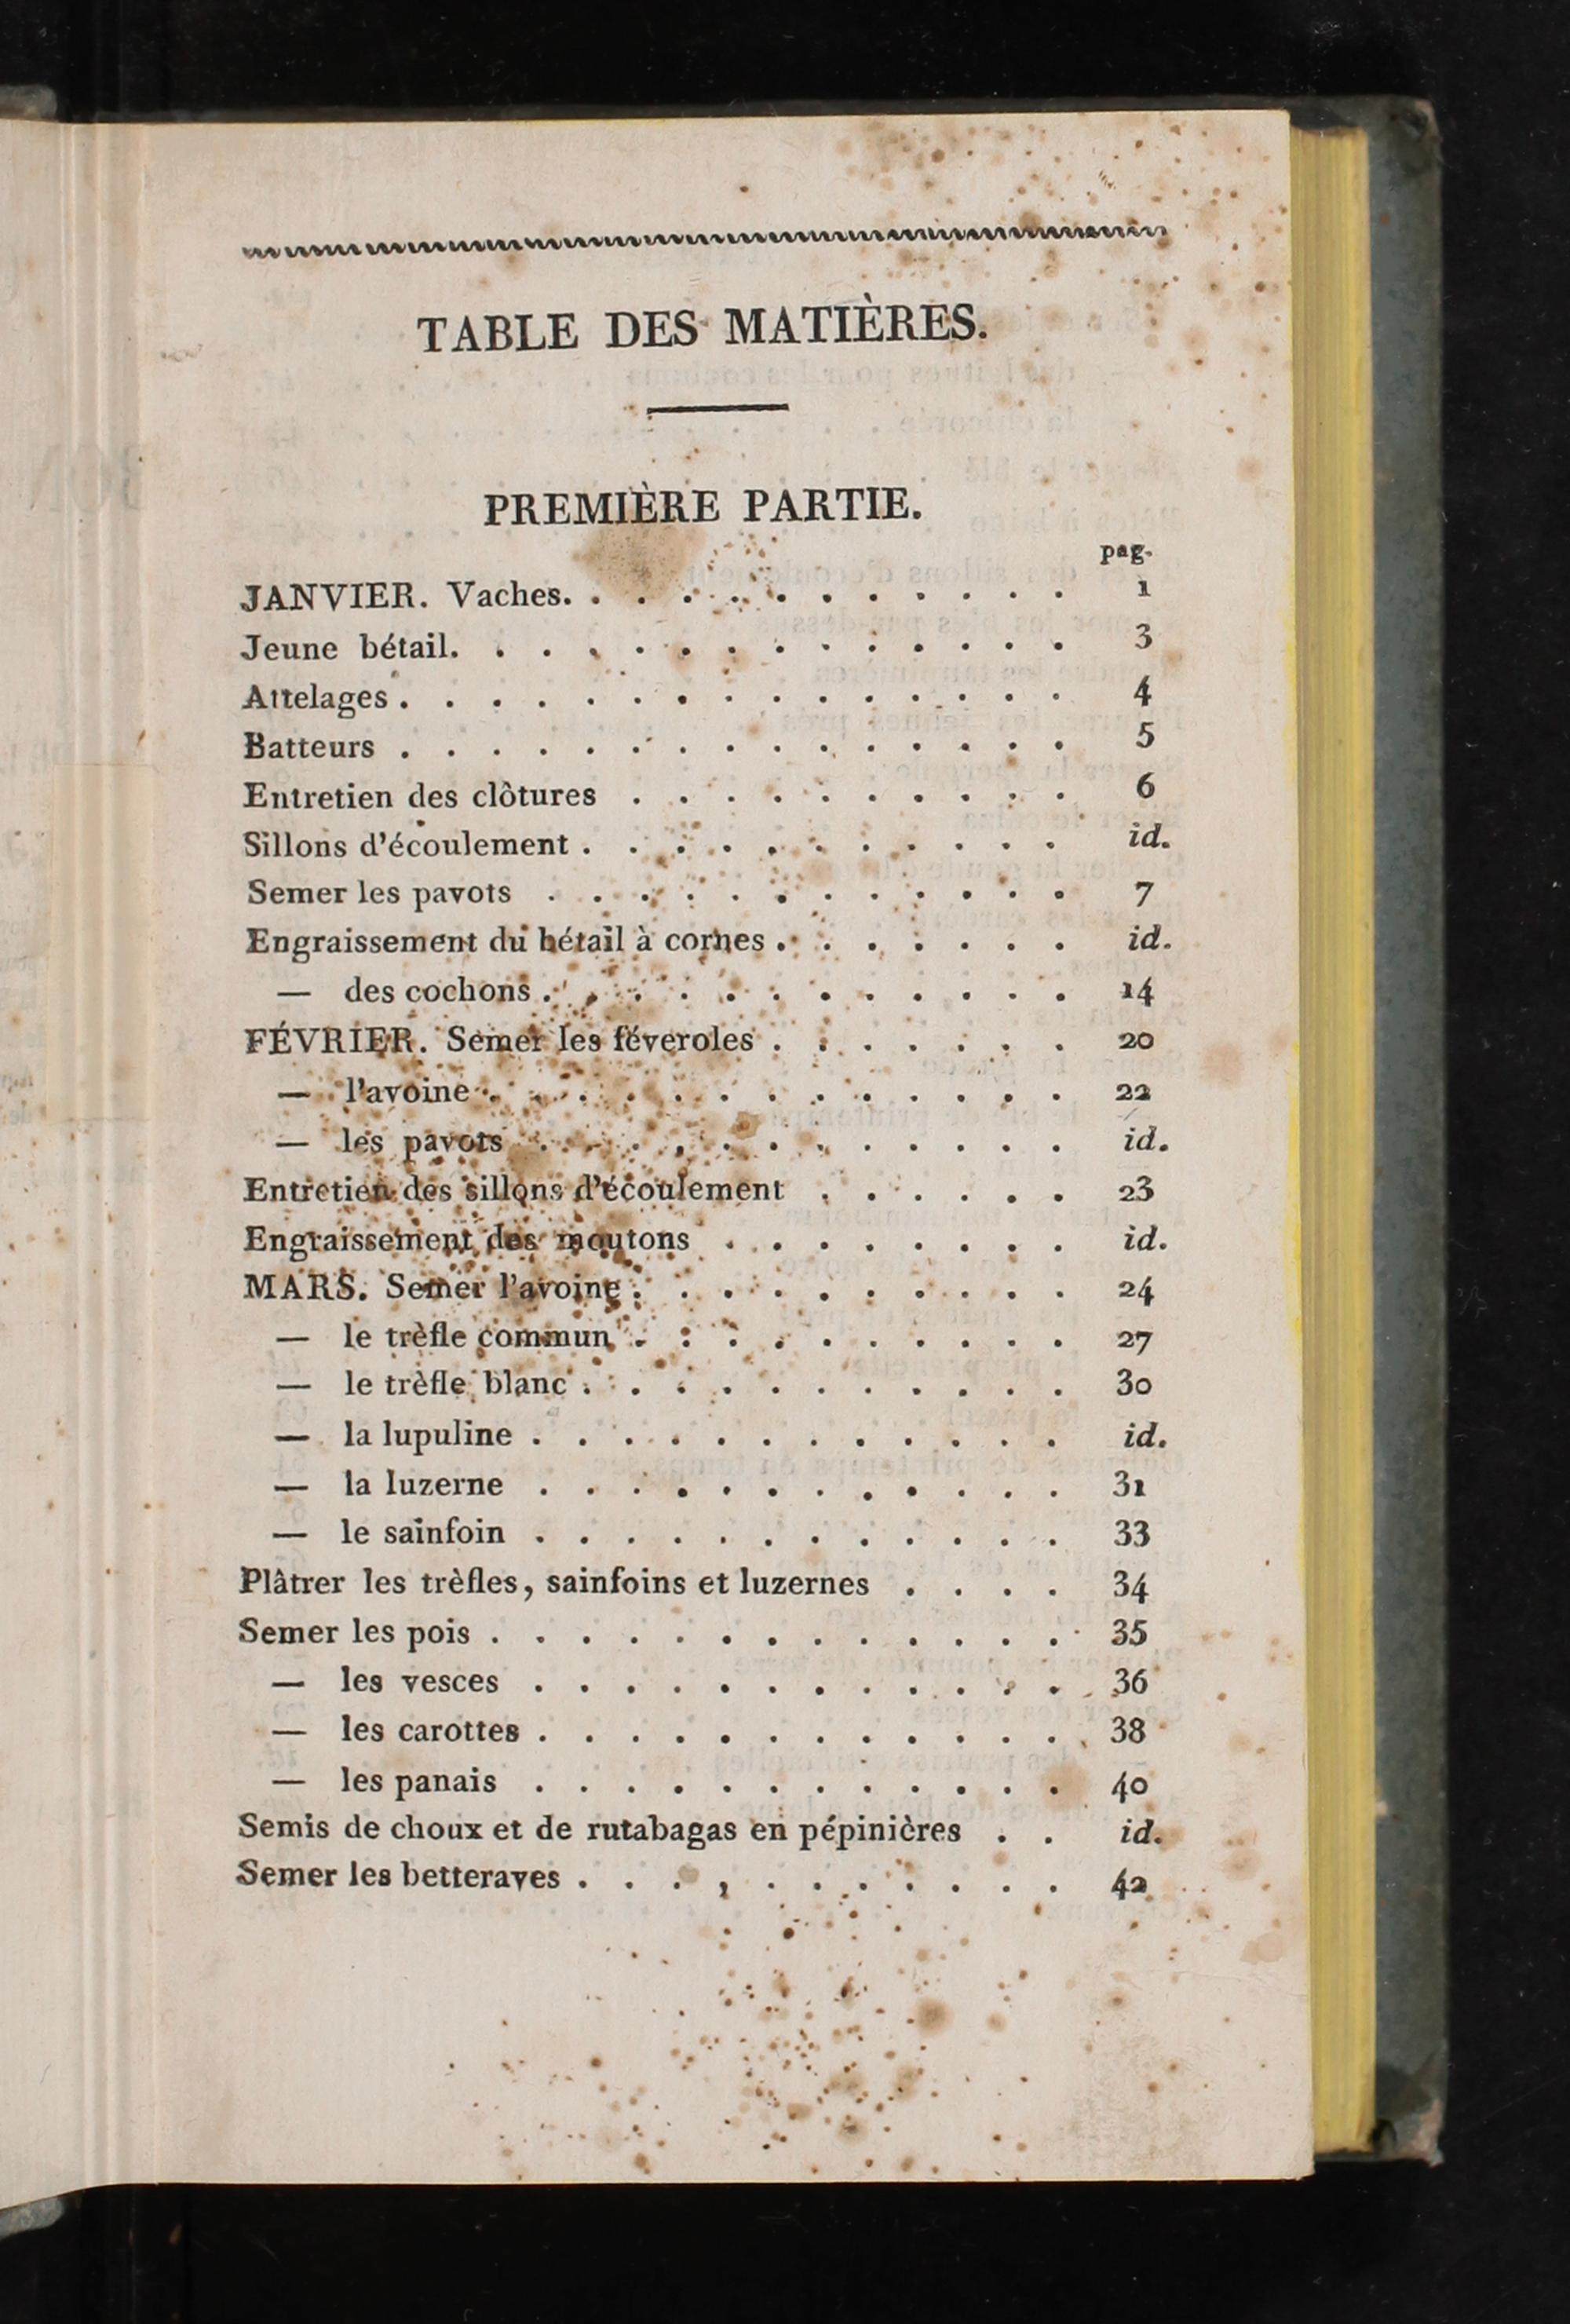 TABLE DES MATIÈRES.
PREMIÈRE PARTIE.
pag.
JANVIER. Vaches. . . . . . . . . . . . 1
Jeune bétail. . . . . . . . . . . . . . 3
Attelages . . . . . . . . . . . . . . . 4
Batteurs . . . . . . . . . . . . . . . 5
Entretien des clôtures . . . . . . . . . . 6
Sillons d'écoulement . . . . . . . . . . . id.
Semer les pavots . . . . . . . . . . . . 7
Engraissement du bétail à cornes . . . . . . . id.
— des cochons . . . . . . . . . . . . 14
FÉVRIER. Semer les féveroles . . . . . . . 20
— l'avoine . . . . . . . . . . . . . 22
— les pavots . . . . . . . . . . . . id.
Entretien des sillons d'écoulement . . . . . . 23
Engraissement des moutons . . . . . . . . id.
MARS. Semer l'avoine . . . . . . . . . . 24
— le trèfle commun . . . . . . . . . . 27
— le trèfle blanc . . . . . . . . . . . 30
— la lupuline . . . . . . . . . . . . id.
— la luzerne . . . . . . . . . . . . 31
— le sainfoin . . . . . . . . . . . . 33
Plâtrer les trèfles, sainfoins et luzernes . . . . 34
Semer les pois . . . . . . . . . . . . . 35
— les vesces . . . . . . . . . . . . 36
— les carottes . . . . . . . . . . . . 38
— les panais . . . . . . . . . . . . 40
Semis de choux et de rutabagas en pépinières . . id.
Semer les betteraves . . . , . . . . . . . 42